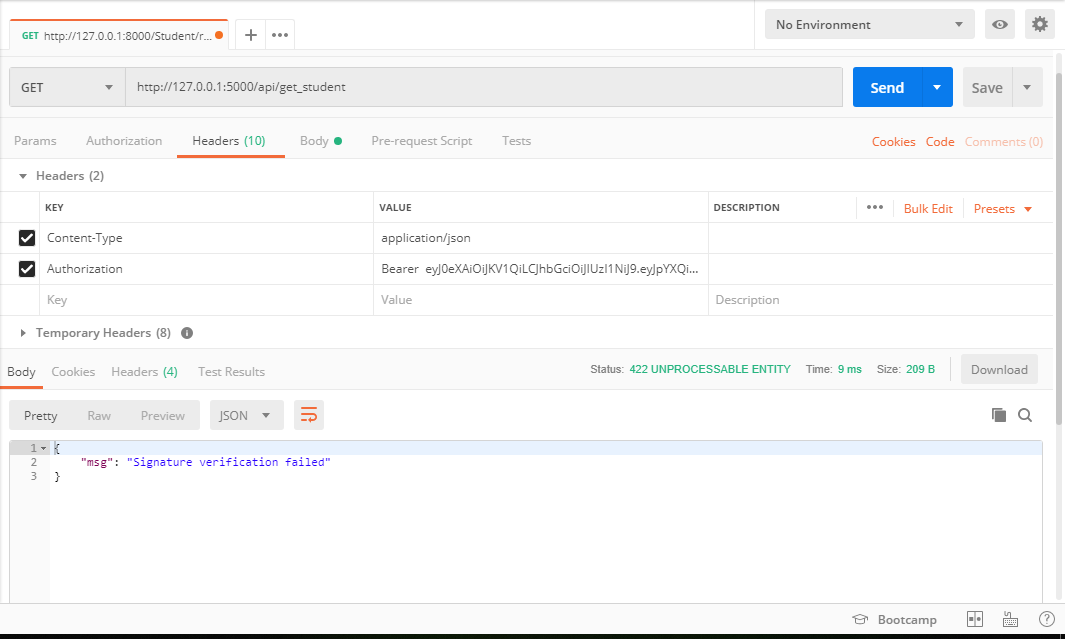 GET http://127.0.0.1:8000/Student/r...
No Environment
GET http://127.0.0.1:5000/api/get_student Send Save
Params Authorization Headers (10) Body Pre-request Script Tests Cookies Code Comments (0)
Headers (2)
KEY VALUE DESCRIPTION ••• Bulk Edit Presets
Content-Type application/json
Authorization Bearer eyJ0eXAiOiJKV1QiLCJhbGciOiJIUzI1NiJ9.eyJpYXQi...
Key Value Description
Temporary Headers (8)
Body Cookies Headers (4) Test Results Status: 422 UNPROCESSABLE ENTITY Time: 9 ms Size: 209 B Download
Pretty Raw Preview JSON
1 {
2 "msg": "Signature verification failed"
3 }
Bootcamp